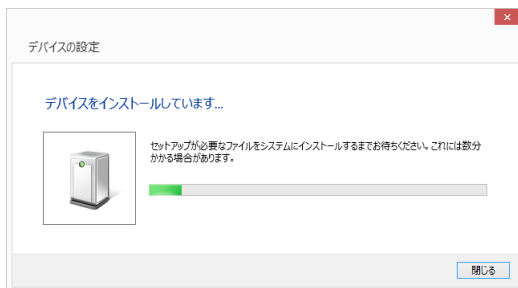 デバイスの設定
デバイスをインストールしています...
セットアップが必要なファイルをシステムにインストールするまでお待ちください。これには数分
かかる場合があります。
閉じる